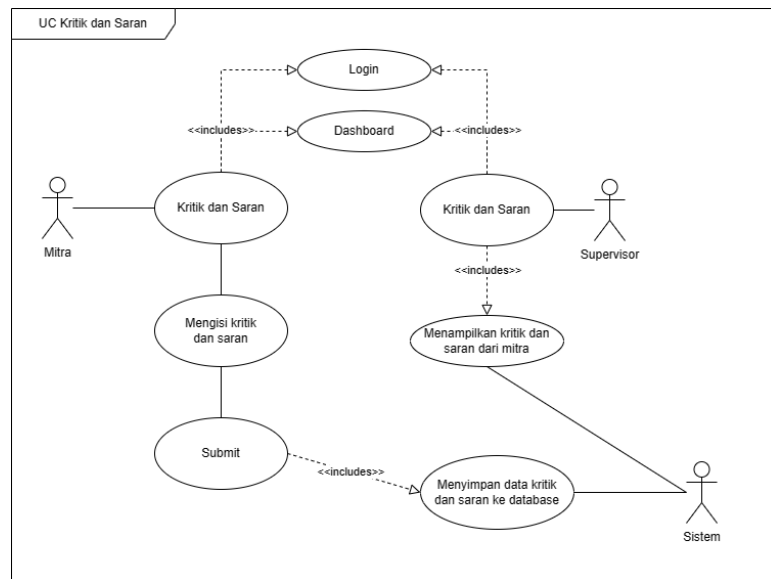 UC Kritik dan Saran
Login
<<includes>>
Dashboard
<<includes>>
Kritik dan Saran
Kritik dan Saran
Mitra
Supervisor
<<includes>>
Mengisi kritik
dan saran
Menampilkan kritik dan
saran dari mitra
Submit
<<includes>>
Menyimpan data kritik
dan saran ke database
Sistem